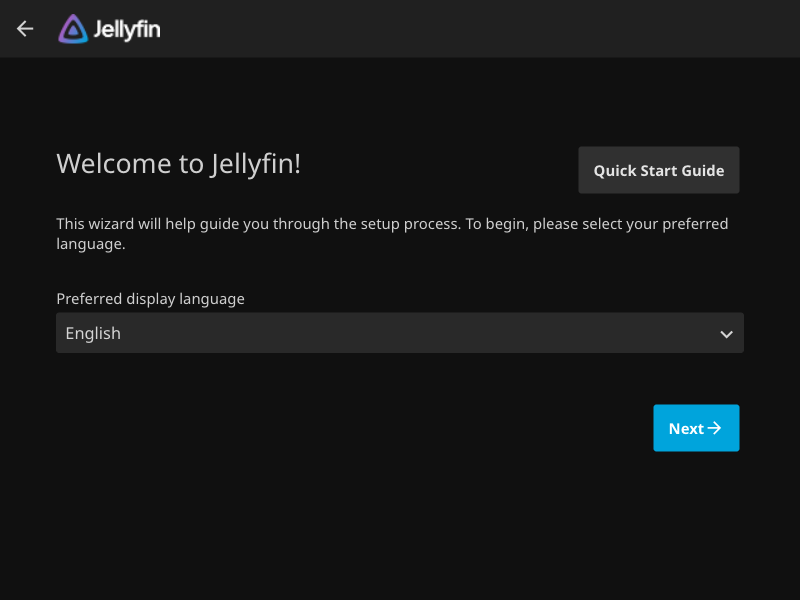 Jellyfin
Welcome to Jellyfin!
Quick Start Guide
This wizard will help guide you through the setup process. To begin, please select your preferred
language.
Preferred display language
English
Next